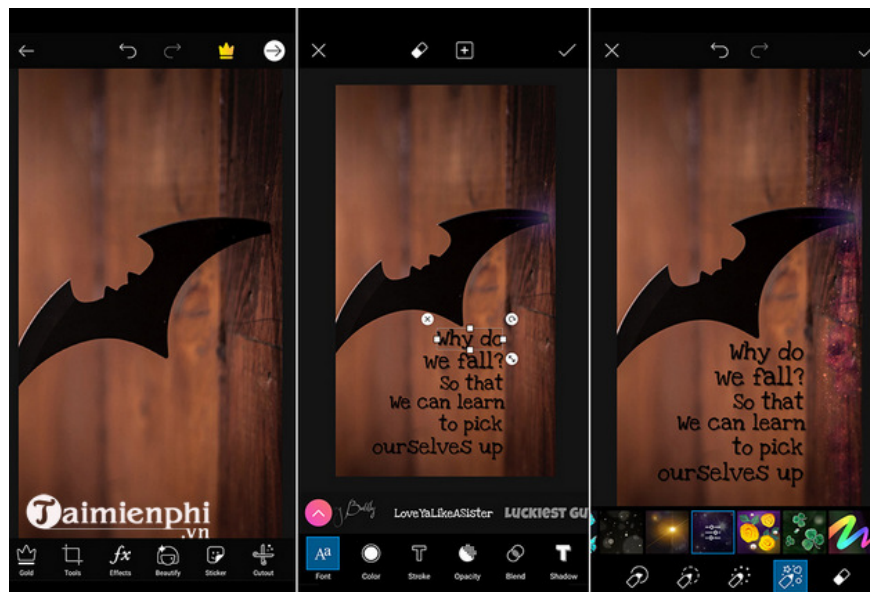 Taimienphi
.vn
Gold
Tools
fx
Effects
Beautify
Sticker
Cutout
Why do
we fall?
So that
We can learn
to pick
ourselves up
LoveYaLikeASister
LUCKIEST GU
Aa
Font
Color
T
Stroke
Opacity
Blend
T
Shadow
Why do
we fall?
So that
We can learn
to pick
ourselves up